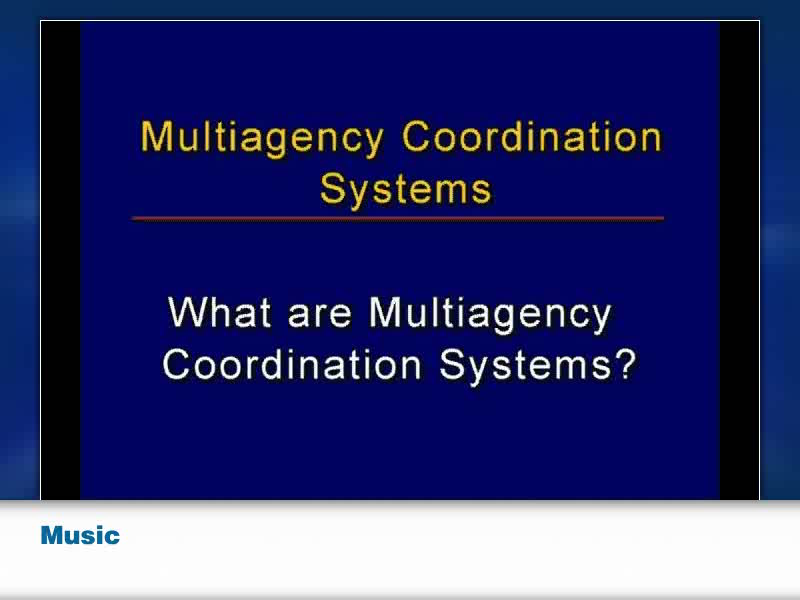 Multiagency Coordination
Systems
What are Multiagency
Coordination Systems?
Music